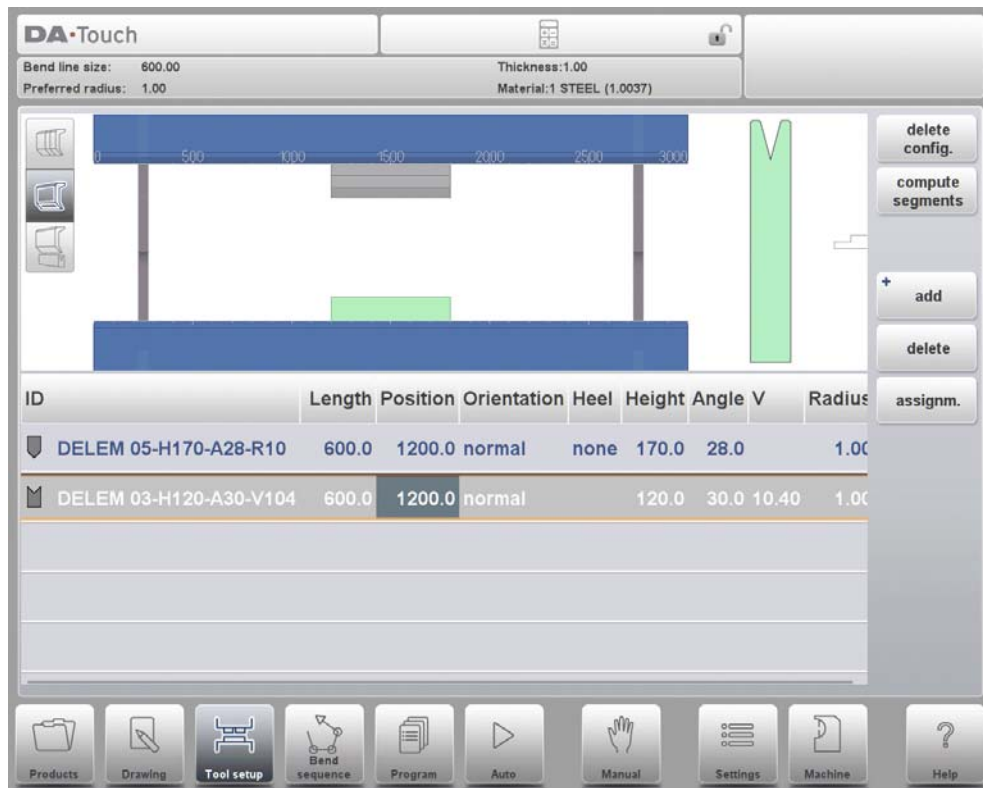 DA·Touch
Bend line size: 600.00 Thickness:1.00
Preferred radius: 1.00 Material:1 STEEL (1.0037)
delete
config.
compute
segments
0 500 1000 1500 2000 2500 3000
+ add
delete
assignm.
ID Length Position Orientation Heel Height Angle V Radius
DELEM 05-H170-A28-R10 600.0 1200.0 normal none 170.0 28.0 1.00
DELEM 03-H120-A30-V104 600.0 1200.0 normal 120.0 30.0 10.40 1.00
Products Drawing Tool setup Bend sequence Program Auto Manual Settings Machine ? Help